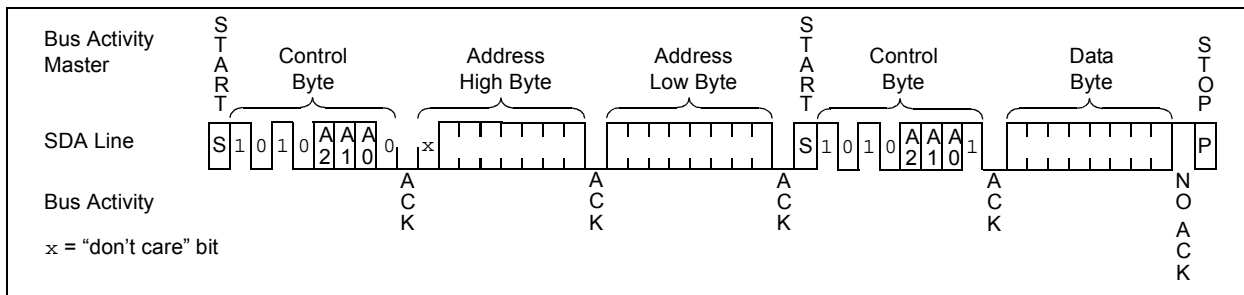 Bus Activity
Master
START
Control
Byte
Address
High Byte
Address
Low Byte
START
Control
Byte
Data
Byte
STOP
SDA Line
S 1 0 1 0 A2 A1 A0 0 x S 1 0 1 0 A2 A1 A0 1 P
Bus Activity
ACK
ACK
ACK
ACK
NO ACK
x = “don’t care” bit